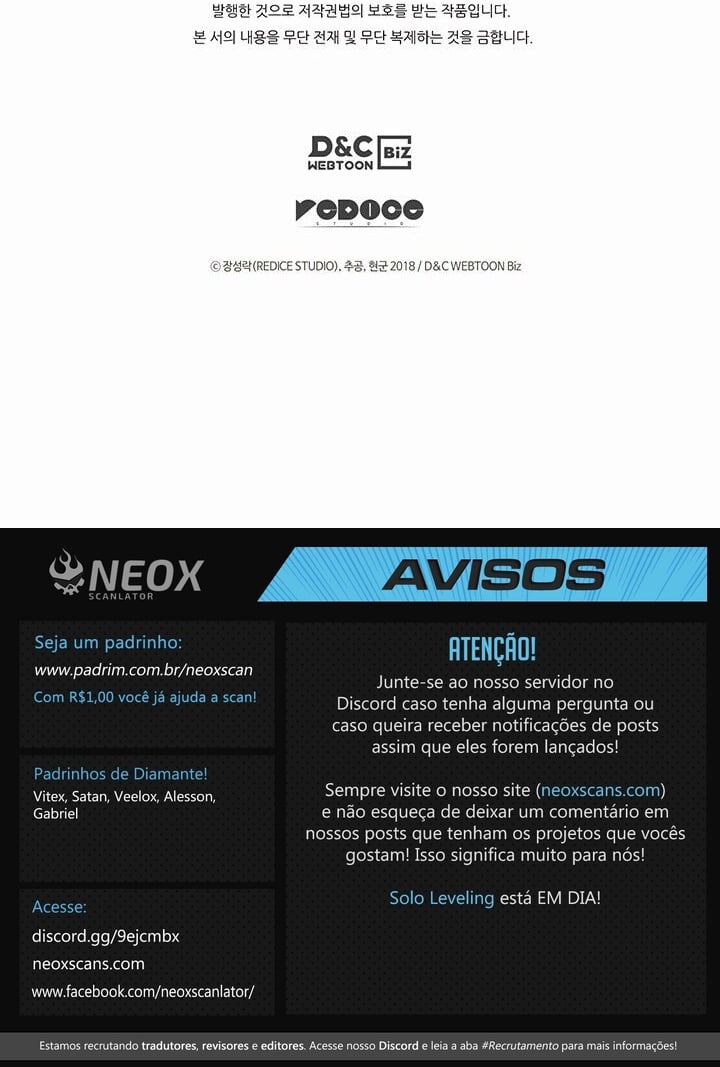 발행한 것으로 저작권법의 보호를 받는 작품입니다.
본 서의 내용을 무단 전재 및 무단 복제하는 것을 금합니다.
D&C BiZ
WEBTOON
REDICE
STUDIO
ⓒ 장성락(REDICE STUDIO), 추공, 현군 2018 / D&C WEBTOON Biz
NEOX
SCANLATOR
AVISOS
Seja um padrinho:
www.padrim.com.br/neoxscan
Com R$1,00 você já ajuda a scan!
Padrinhos de Diamante!
Vitex, Satan, Veelox, Alesson,
Gabriel
Acesse:
discord.gg/9ejcmbx
neoxscans.com
www.facebook.com/neoxscanlator/
ATENÇÃO!
Junte-se ao nosso servidor no
Discord caso tenha alguma pergunta ou
caso queira receber notificações de posts
assim que eles forem lançados!
Sempre visite o nosso site (neoxscans.com)
e não esqueça de deixar um comentário em
nossos posts que tenham os projetos que vocês
gostam! Isso significa muito para nós!
Solo Leveling está EM DIA!
Estamos recrutando tradutores, revisores e editores. Acesse nosso Discord e leia a aba #Recrutamento para mais informações!